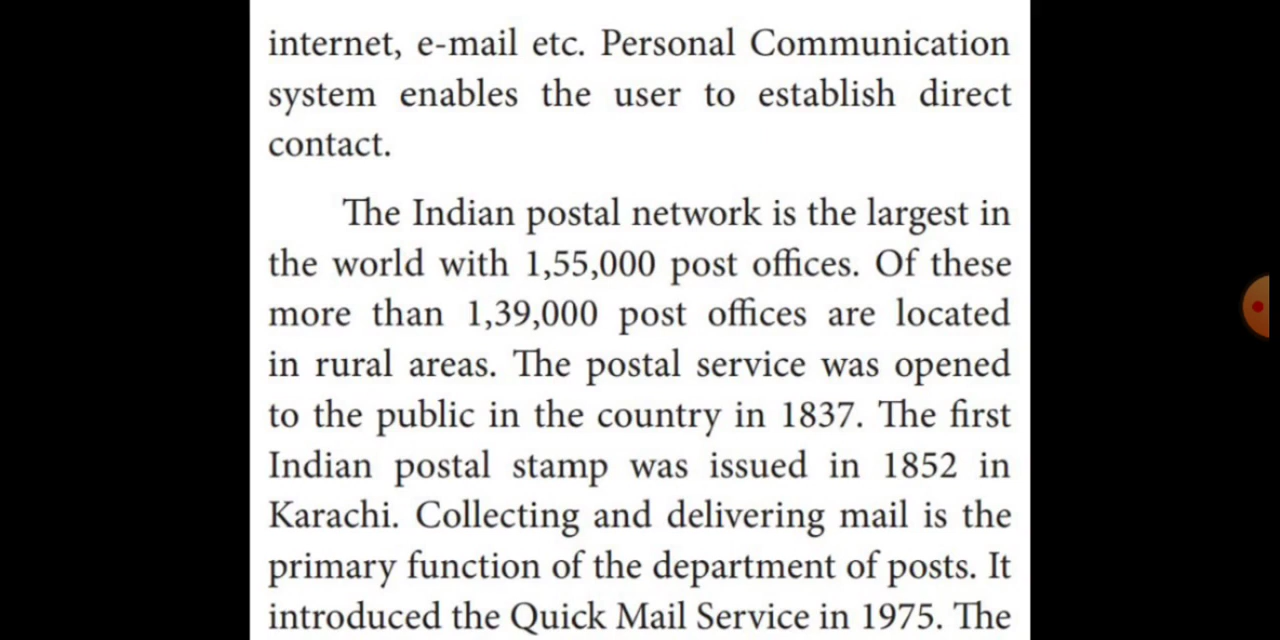 internet, e-mail etc. Personal Communication
system enables the user to establish direct
contact.
The Indian postal network is the largest in
the world with 1,55,000 post offices. Of these
more than 1,39,000 post offices are located
in rural areas. The postal service was opened
to the public in the country in 1837. The first
Indian postal stamp was issued in 1852 in
Karachi. Collecting and delivering mail is the
primary function of the department of posts. It
introduced the Quick Mail Service in 1975. The